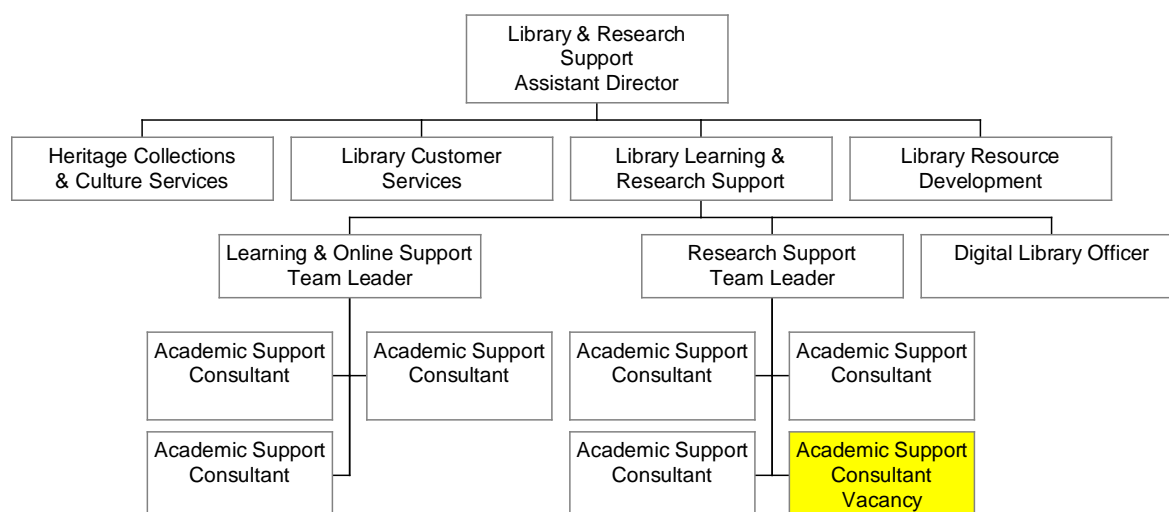 Library & Research
Support
Assistant Director
Heritage Collections
& Culture Services
Library Customer
Services
Library Learning &
Research Support
Library Resource
Development
Learning & Online Support
Team Leader
Research Support
Team Leader
Digital Library Officer
Academic Support
Consultant
Academic Support
Consultant
Academic Support
Consultant
Academic Support
Consultant
Academic Support
Consultant
Academic Support
Consultant
Academic Support
Consultant
Vacancy